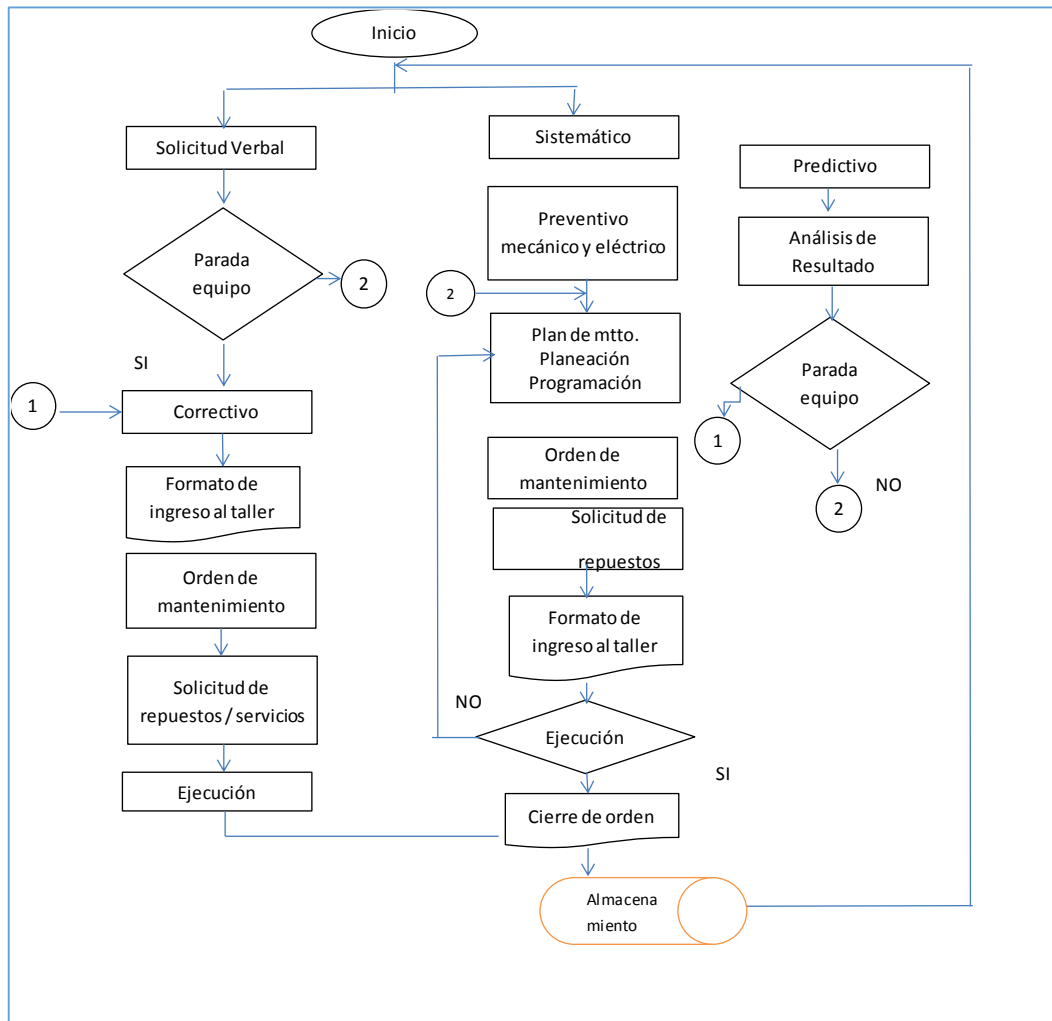 Inicio
Solicitud Verbal
Parada
equipo
2
SI
1
Correctivo
Formato de
ingreso al taller
Orden de
mantenimiento
Solicitud de
repuestos / servicios
Ejecución
Sistemático
Preventivo
mecánico y eléctrico
2
Plan de mtto.
Planeación
Programación
Orden de
mantenimiento
Solicitud de
repuestos
Formato de
ingreso al taller
NO
Ejecución
SI
Cierre de orden
Almacena
miento
Predictivo
Análisis de
Resultado
Parada
equipo
1
NO
2